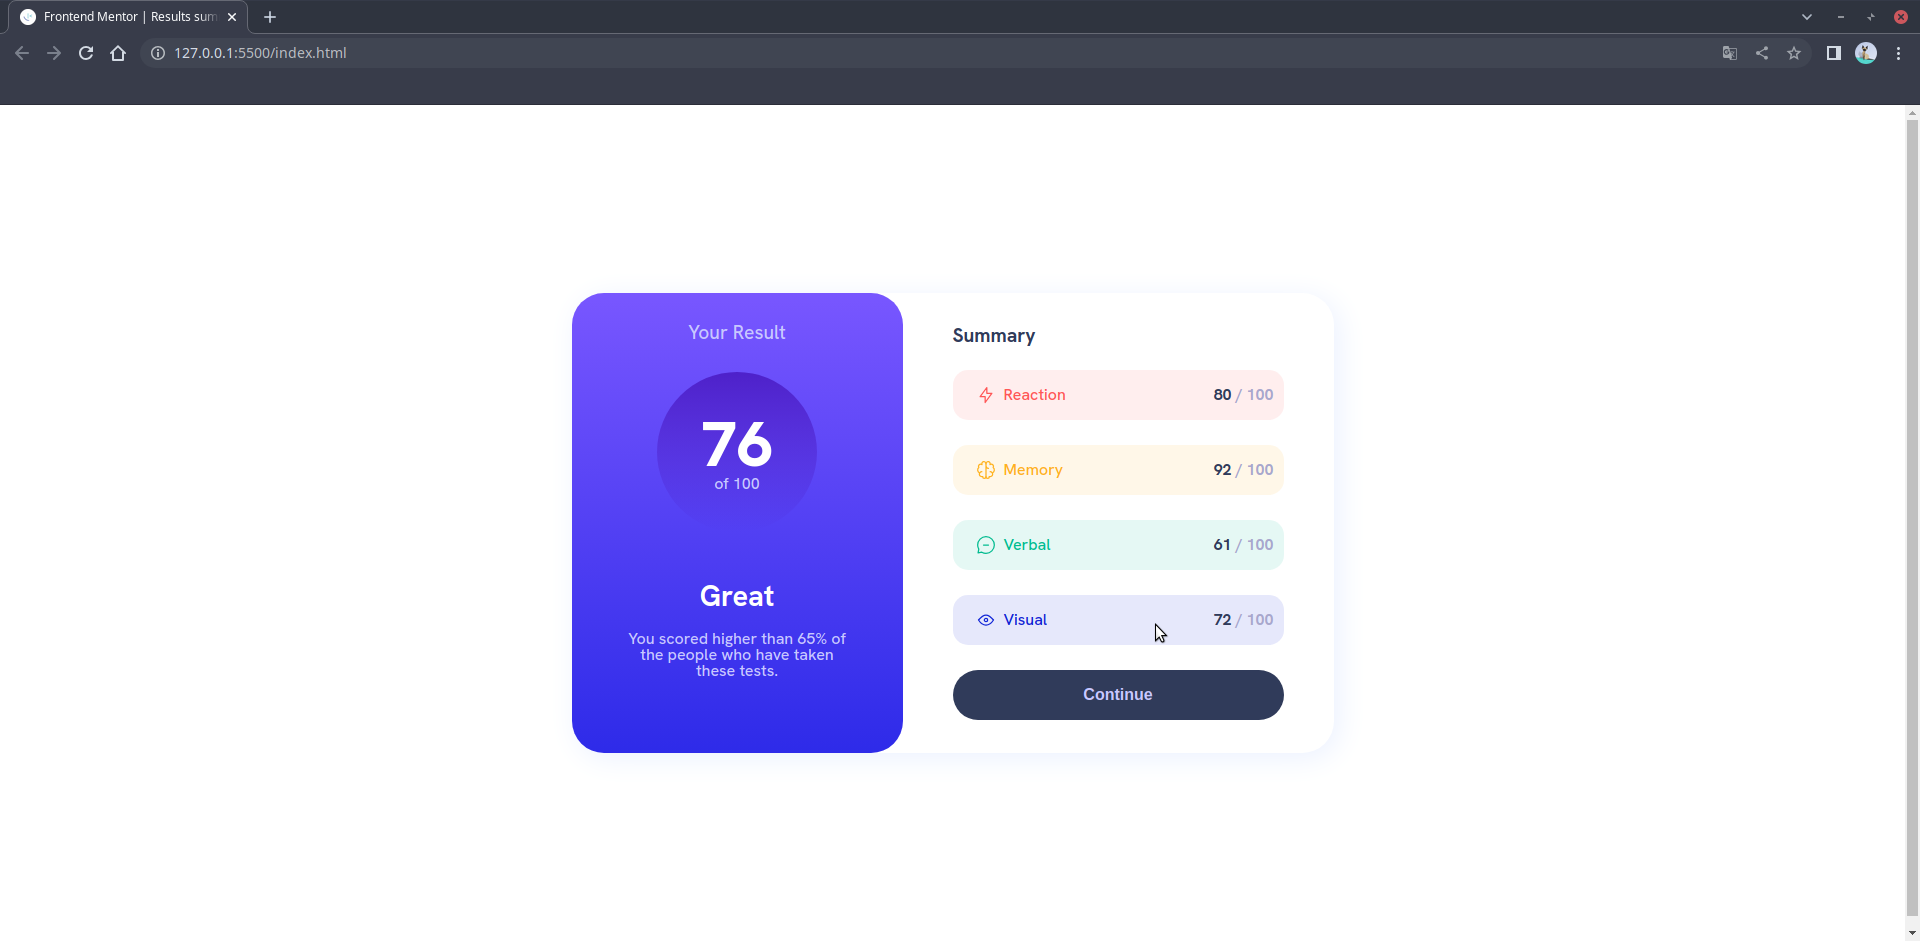 Frontend Mentor | Results sum
127.0.0.1:5500/index.html
Your Result
76
of 100
Great
You scored higher than 65% of
the people who have taken
these tests.
Summary
Reaction 80 / 100
Memory 92 / 100
Verbal 61 / 100
Visual 72 / 100
Continue